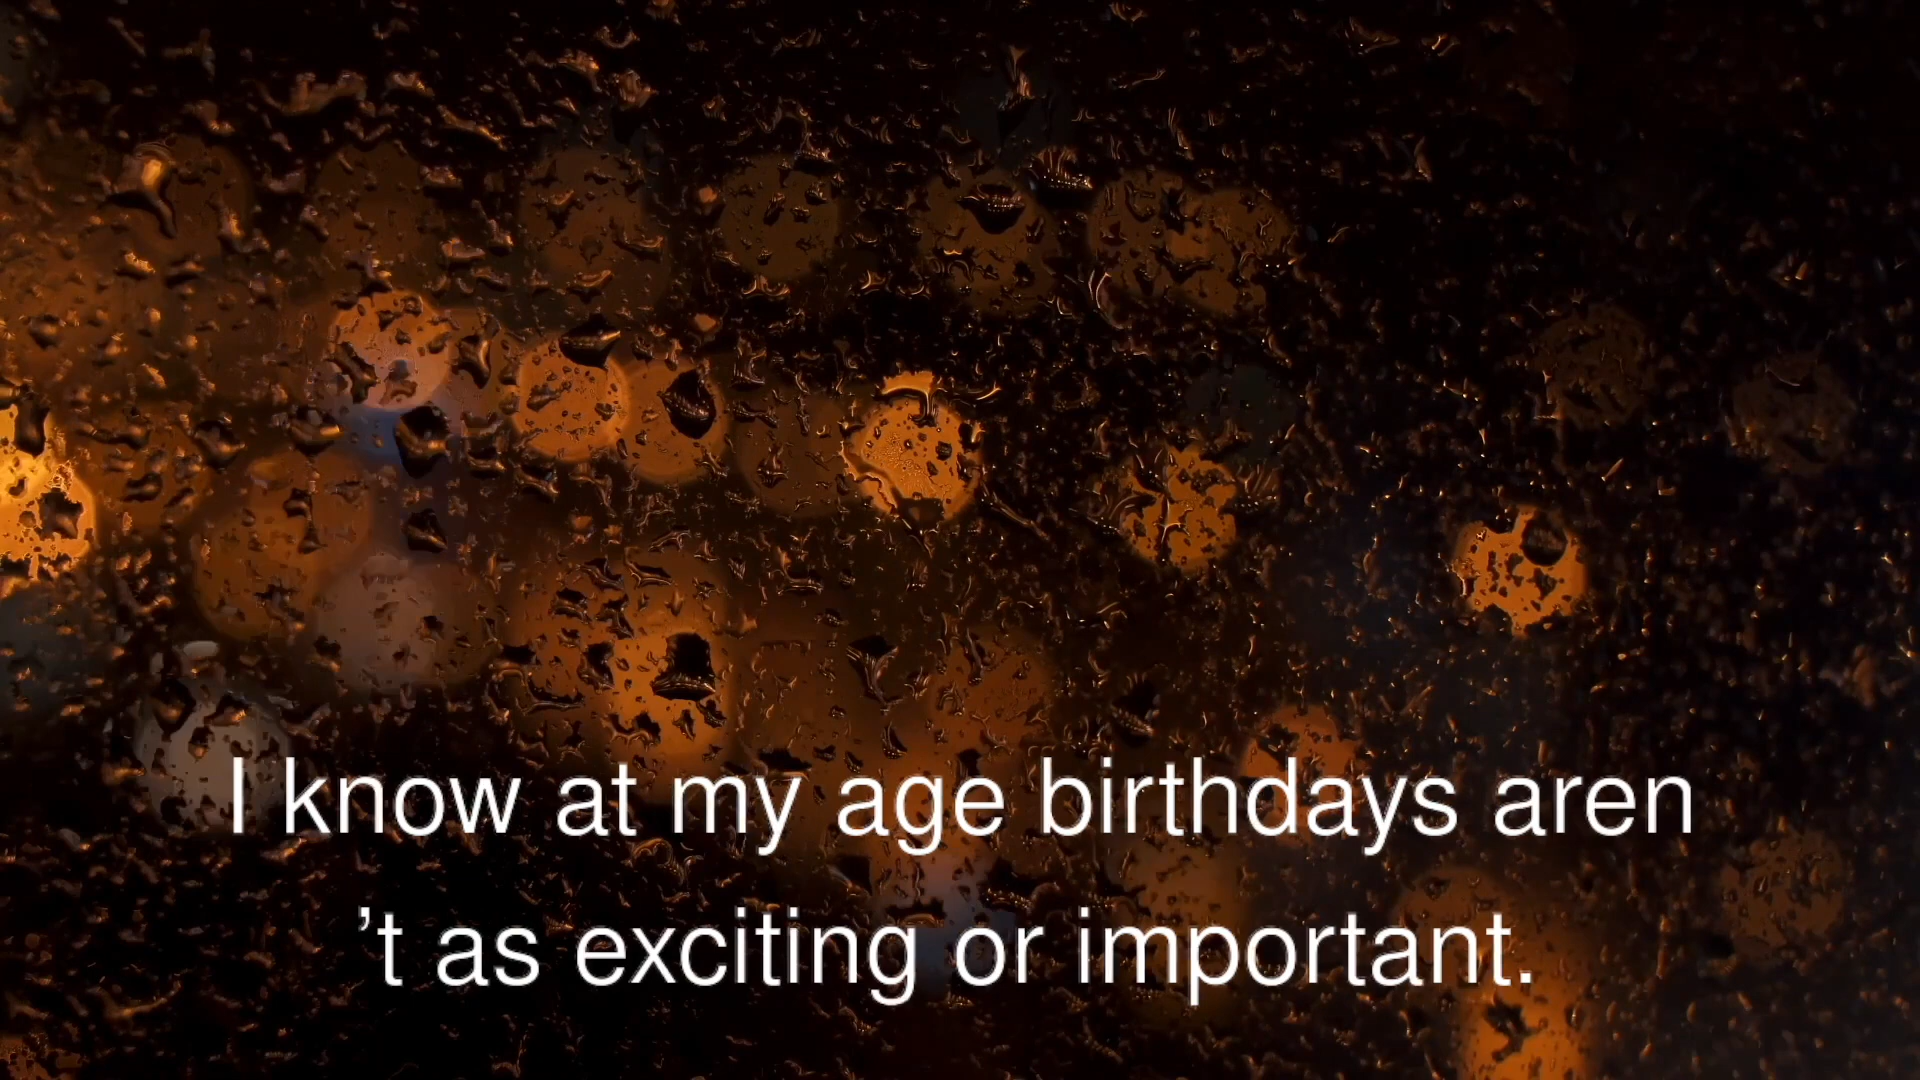 I know at my age birthdays aren
’t as exciting or important.